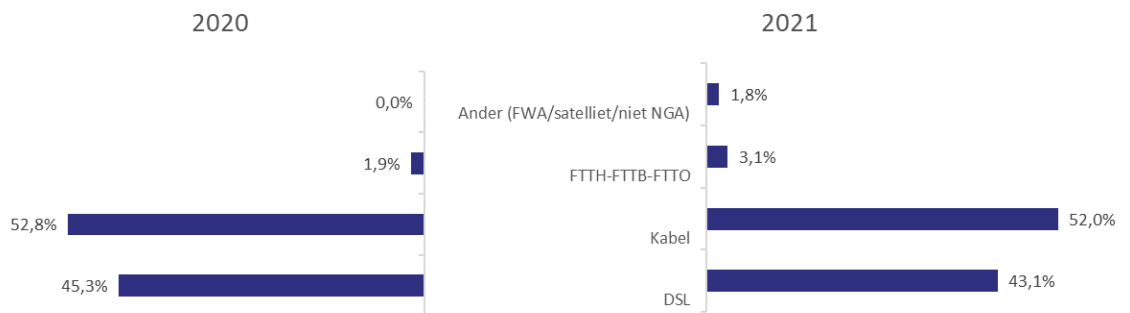 2020 2021
0,0% Ander (FWA/satelliet/niet NGA) 1,8%
1,9% FTTH-FTTB-FTTO 3,1%
52,8% Kabel 52,0%
45,3% DSL 43,1%